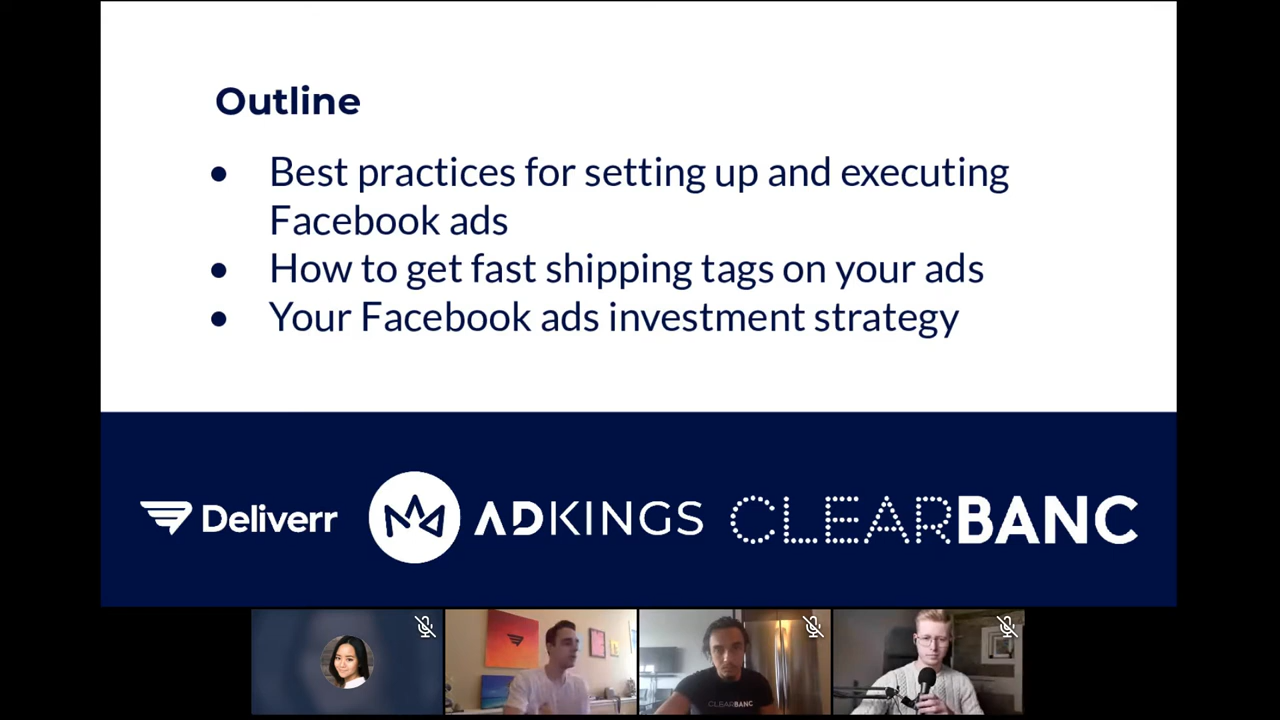 Outline
• Best practices for setting up and executing
Facebook ads
• How to get fast shipping tags on your ads
• Your Facebook ads investment strategy
Deliverr ADKINGS CLEARBANC
CLEARBANC